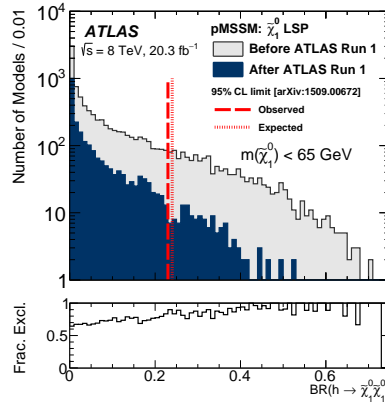 ATLAS
√s = 8 TeV, 20.3 fb⁻¹
pMSSM: χ̃₁⁰ LSP
Before ATLAS Run 1
After ATLAS Run 1
95% CL limit [arXiv:1509.00672]
Observed
Expected
m(χ̃₁⁰) < 65 GeV
Number of Models / 0.01
10⁴
10³
10²
10
1
Frac. Excl.
1
0.5
0
0 0.2 0.4 0.6
BR(h → χ̃₁⁰χ̃₁⁰